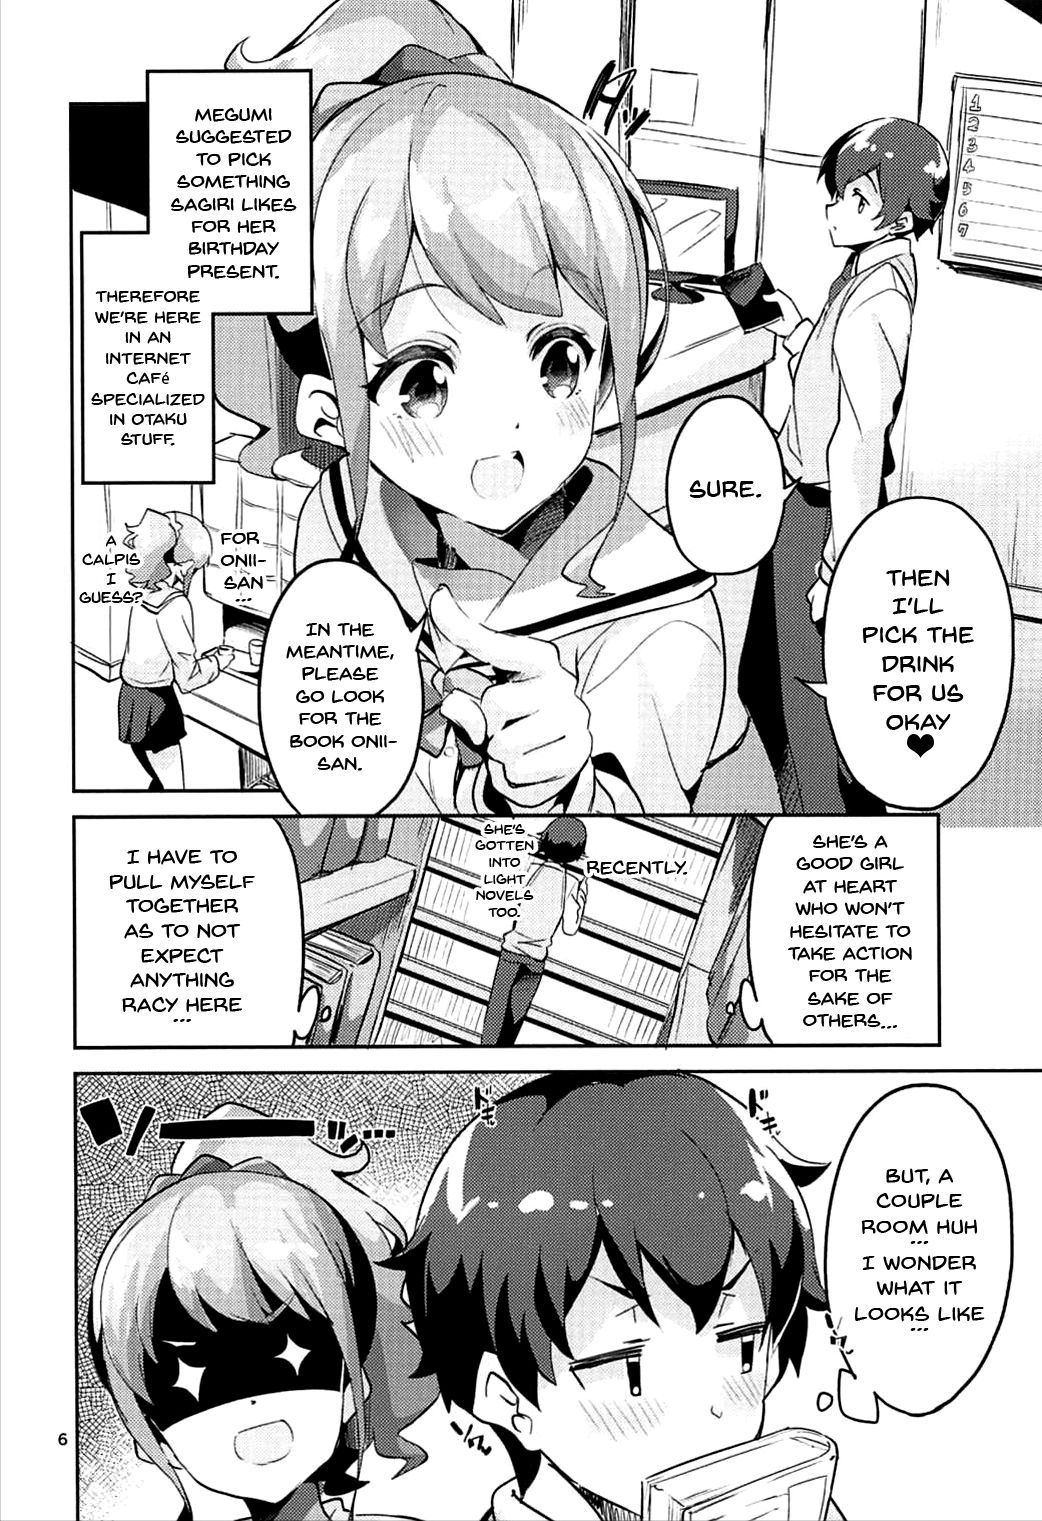 MEGUMI
SUGGESTED
TO PICK
SOMETHING
SAGIRI LIKES
FOR HER
BIRTHDAY
PRESENT.
THEREFORE
WE'RE HERE
IN AN
INTERNET
CAFé
SPECIALIZED
IN OTAKU
STUFF.
1
2
3
4
5
6
7
SURE.
THEN
I'LL
PICK THE
DRINK
FOR US
OKAY
♥
IN THE
MEANTIME,
PLEASE
GO LOOK
FOR THE
BOOK ONII-
SAN.
FOR
ONII-
SAN
...
A
CALPIS
I
GUESS?
SHE'S A
GOOD GIRL
AT HEART
WHO WON'T
HESITATE TO
TAKE ACTION
FOR THE
SAKE OF
OTHERS...
RECENTLY.
SHE'S
GOTTEN
INTO
LIGHT
NOVELS
TOO.
I HAVE TO
PULL MYSELF
TOGETHER
AS TO NOT
EXPECT
ANYTHING
RACY HERE
...
BUT, A
COUPLE
ROOM HUH
...
I WONDER
WHAT IT
LOOKS LIKE
...
ドキ
ドキ
6